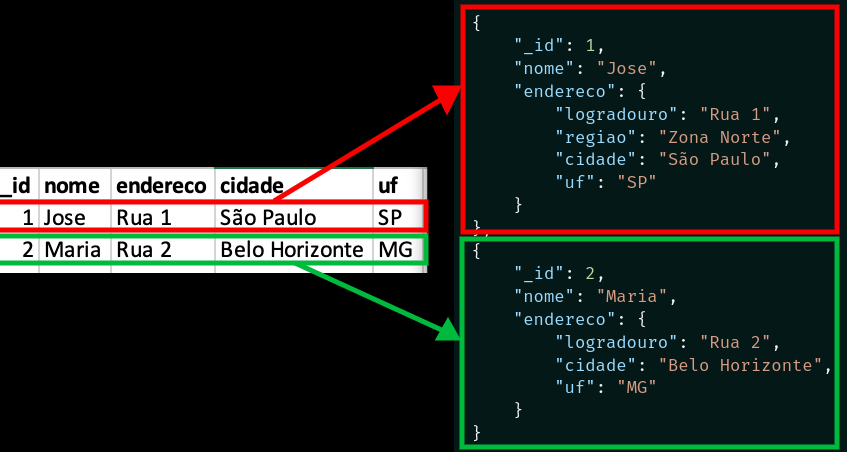 _id nome endereco cidade uf
1 Jose Rua 1 São Paulo SP
2 Maria Rua 2 Belo Horizonte MG
{
"_id": 1,
"nome": "Jose",
"endereco": {
"logradouro": "Rua 1",
"regiao": "Zona Norte",
"cidade": "São Paulo",
"uf": "SP"
}
},
{
"_id": 2,
"nome": "Maria",
"endereco": {
"logradouro": "Rua 2",
"cidade": "Belo Horizonte",
"uf": "MG"
}
}